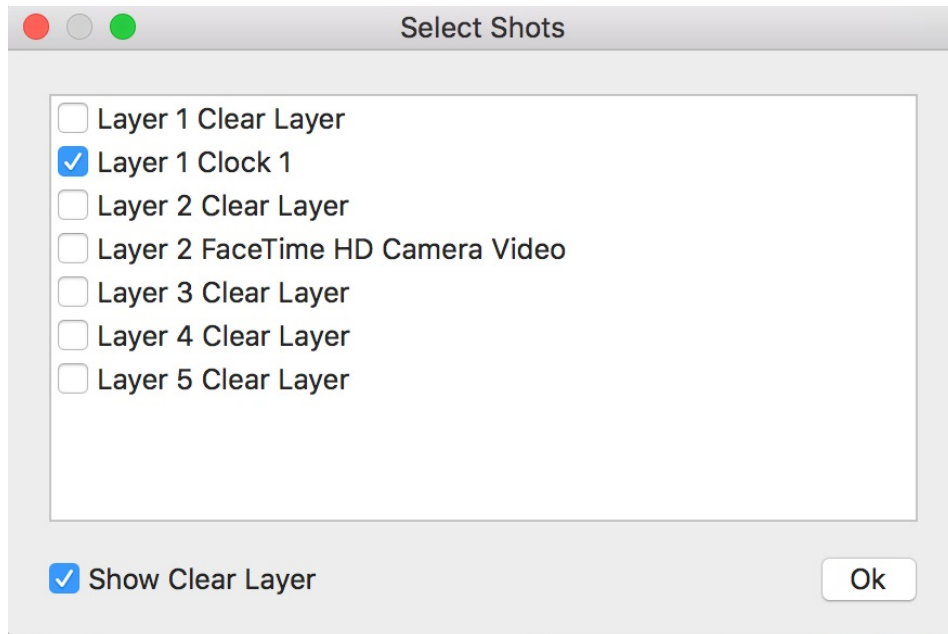 Select Shots
Layer 1 Clear Layer
Layer 1 Clock 1
Layer 2 Clear Layer
Layer 2 FaceTime HD Camera Video
Layer 3 Clear Layer
Layer 4 Clear Layer
Layer 5 Clear Layer
Show Clear Layer
Ok